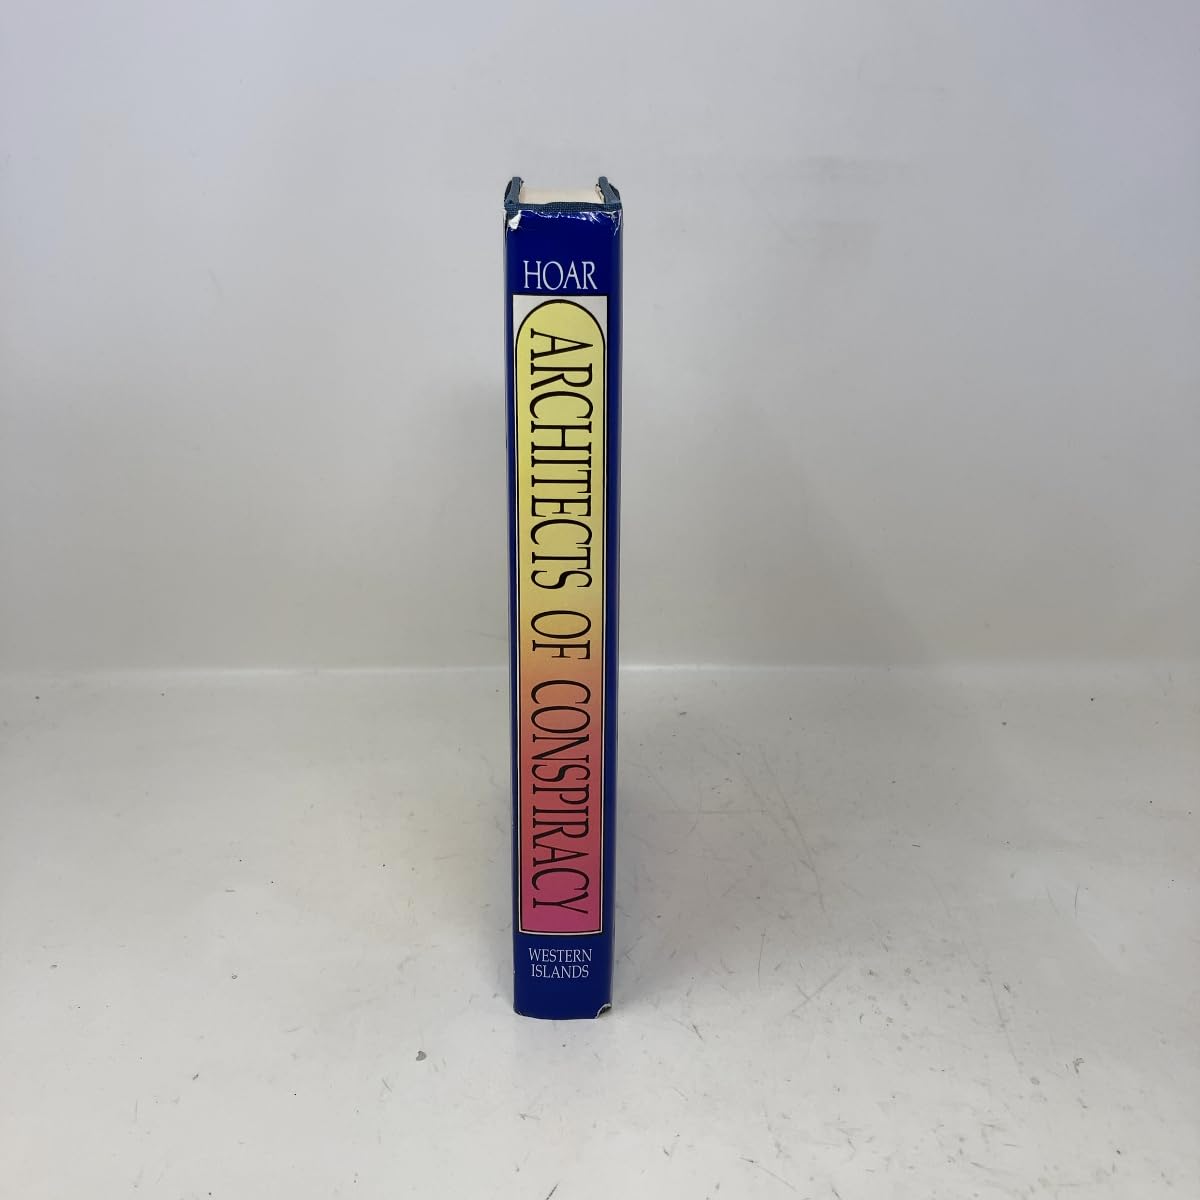 HOAR
ARCHITECTS OF CONSPIRACY
WESTERN
ISLANDS